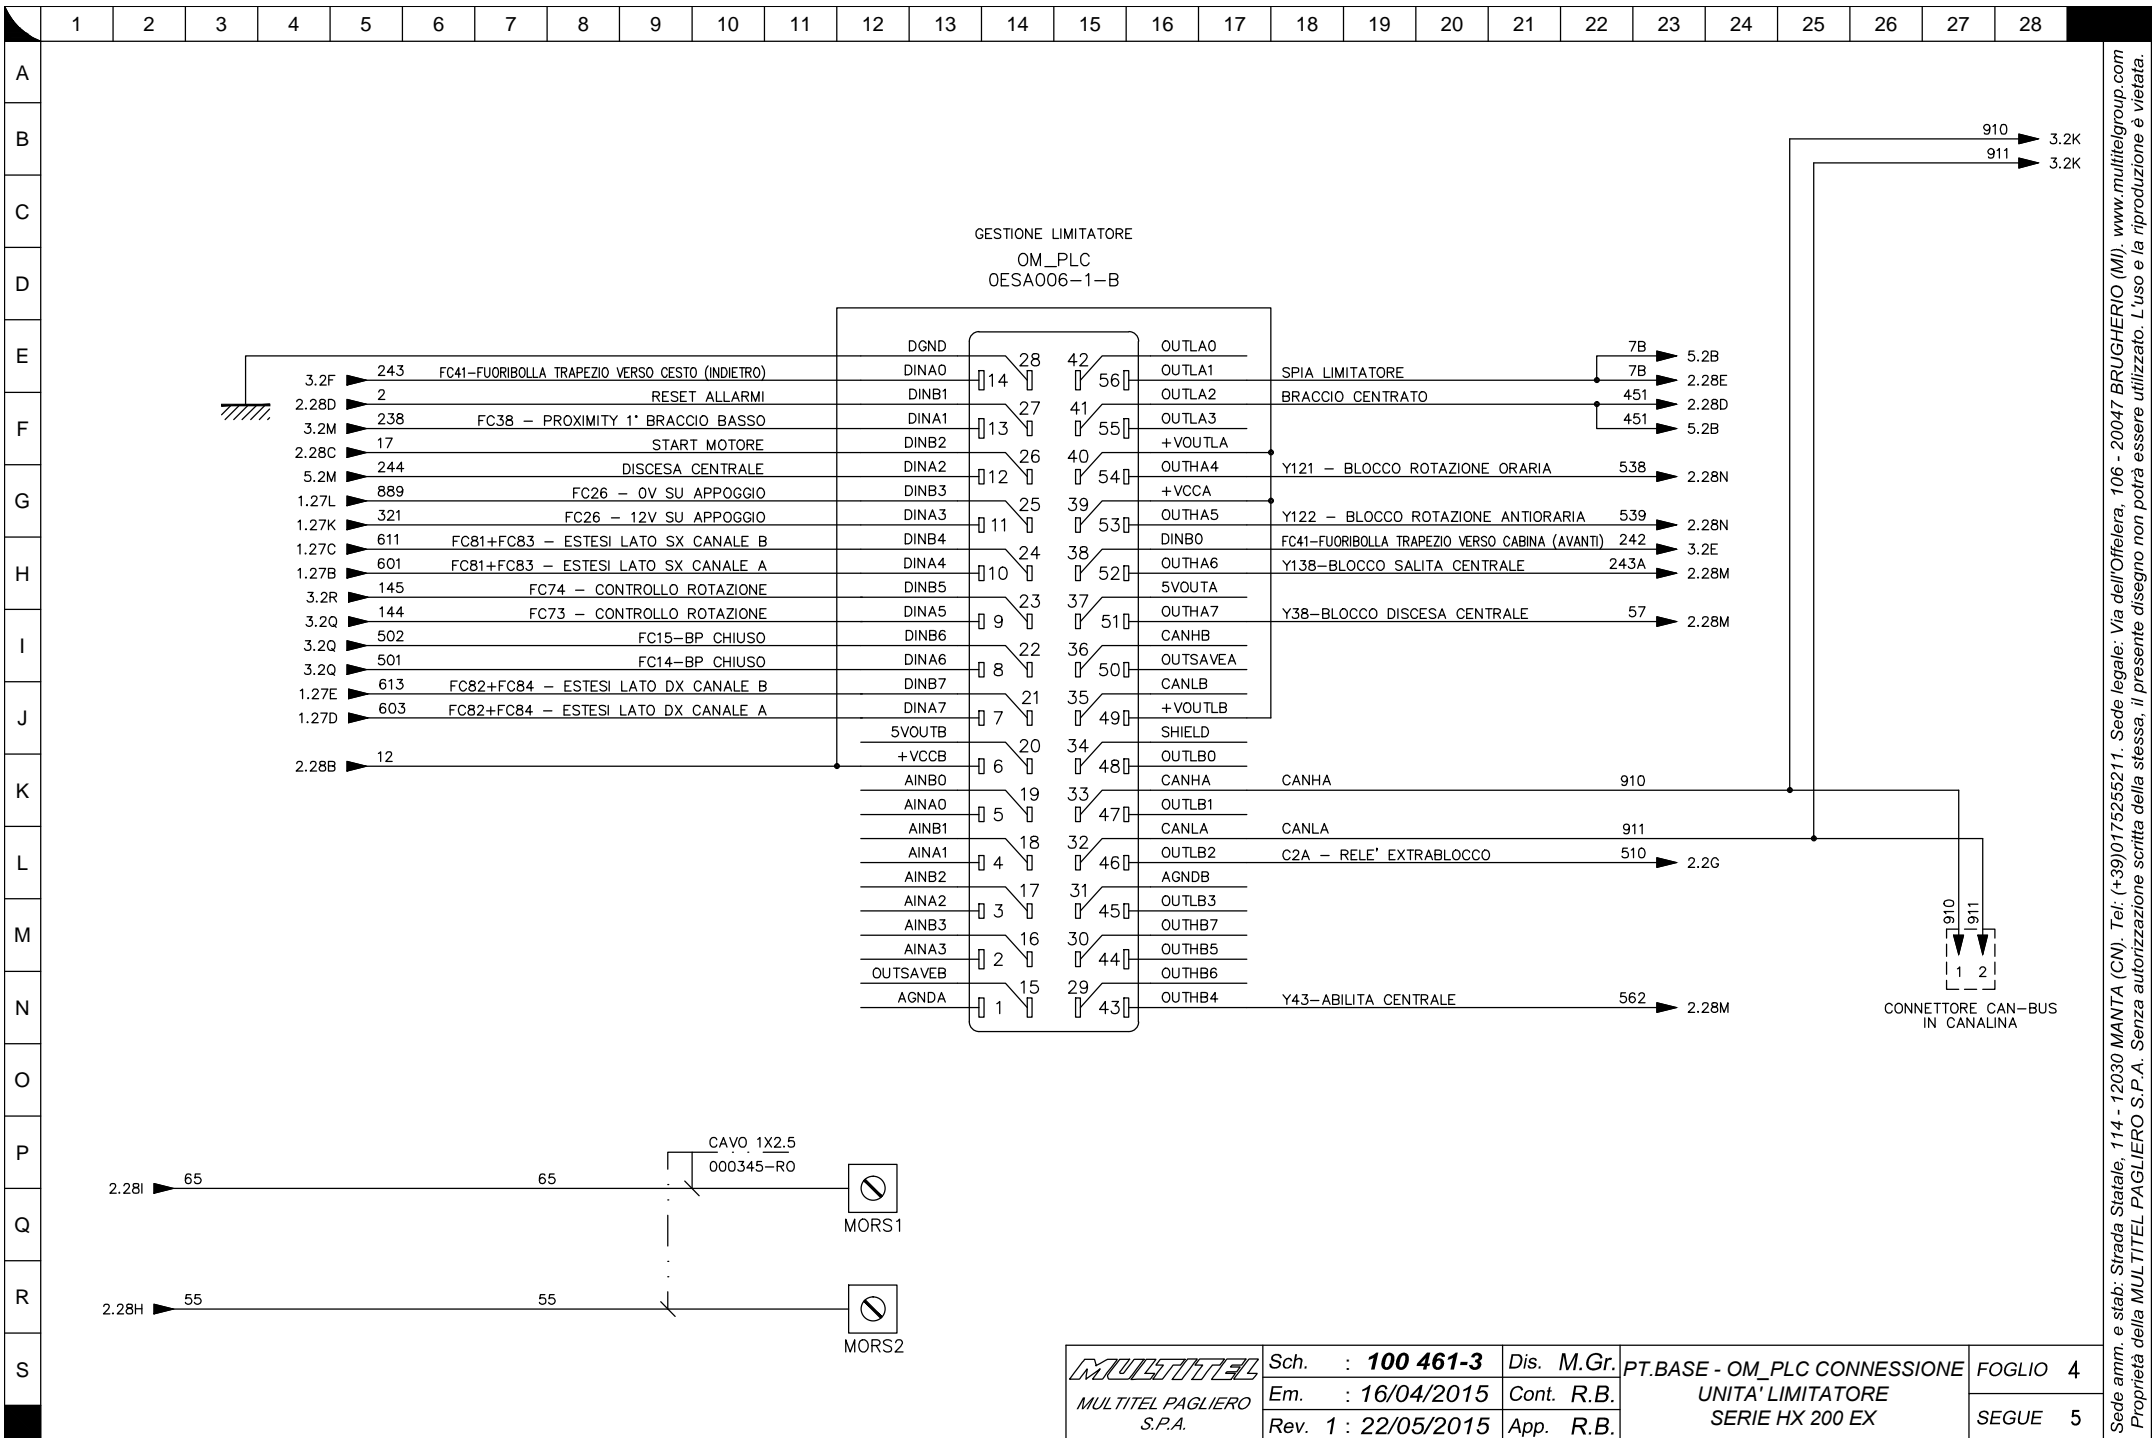 1 2 3 4 5 6 7 8 9 10 11 12 13 14 15 16 17 18 19 20 21 22 23 24 25 26 27 28
A
B
C
D
E
F
G
H
I
J
K
L
M
N
O
P
Q
R
S
910 3.2K
911 3.2K
GESTIONE LIMITATORE
OM_PLC
0ESA006-1-B
DGND 28
3.2F 243 FC41-FUORIBOLLA TRAPEZIO VERSO CESTO (INDIETRO) DINA0 14
2.28D 2 RESET ALLARMI DINB1 27
3.2M 238 FC38 - PROXIMITY 1° BRACCIO BASSO DINA1 13
2.28C 17 START MOTORE DINB2 26
5.2M 244 DISCESA CENTRALE DINA2 12
1.27L 889 FC26 - 0V SU APPOGGIO DINB3 25
1.27K 321 FC26 - 12V SU APPOGGIO DINA3 11
1.27C 611 FC81+FC83 - ESTESI LATO SX CANALE B DINB4 24
1.27B 601 FC81+FC83 - ESTESI LATO SX CANALE A DINA4 10
3.2R 145 FC74 - CONTROLLO ROTAZIONE DINB5 23
3.2Q 144 FC73 - CONTROLLO ROTAZIONE DINA5 9
3.2Q 502 FC15-BP CHIUSO DINB6 22
3.2Q 501 FC14-BP CHIUSO DINA6 8
1.27E 613 FC82+FC84 - ESTESI LATO DX CANALE B DINB7 21
1.27D 603 FC82+FC84 - ESTESI LATO DX CANALE A DINA7 7
5VOUTB 20
2.28B 12 +VCCB 6
AINB0 19
AINA0 5
AINB1 18
AINA1 4
AINB2 17
AINA2 3
AINB3 16
AINA3 2
OUTSAVEB 15
AGNDA 1
42 OUTLA0 7B 5.2B
56 OUTLA1 SPIA LIMITATORE 7B 2.28E
41 OUTLA2 BRACCIO CENTRATO 451 2.28D
55 OUTLA3 451 5.2B
40 +VOUTLA
54 OUTHA4 Y121 - BLOCCO ROTAZIONE ORARIA 538 2.28N
39 +VCCA
53 OUTHA5 Y122 - BLOCCO ROTAZIONE ANTIORARIA 539 2.28N
38 DINB0 FC41-FUORIBOLLA TRAPEZIO VERSO CABINA (AVANTI) 242 3.2E
52 OUTHA6 Y138-BLOCCO SALITA CENTRALE 243A 2.28M
37 5VOUTA
51 OUTHA7 Y38-BLOCCO DISCESA CENTRALE 57 2.28M
36 CANHB
50 OUTSAVEA
35 CANLB
49 +VOUTLB
34 SHIELD
48 OUTLB0
33 CANHA CANHA 910
47 OUTLB1
32 CANLA CANLA 911
46 OUTLB2 C2A - RELE' EXTRABLOCCO 510 2.2G
31 AGNDB
45 OUTLB3
30 OUTHB7
44 OUTHB5
29 OUTHB6
43 OUTHB4 Y43-ABILITA CENTRALE 562 2.28M
910 911
1 2
CONNETTORE CAN-BUS
IN CANALINA
CAVO 1X2.5
000345-R0
2.28I 65 65
MORS1
2.28H 55 55
MORS2
MULTITEL
MULTITEL PAGLIERO
S.P.A.
Sch. : 100 461-3 Dis. M.Gr.
Em. : 16/04/2015 Cont. R.B.
Rev. 1 : 22/05/2015 App. R.B.
PT.BASE - OM_PLC CONNESSIONE
UNITA' LIMITATORE
SERIE HX 200 EX
FOGLIO 4
SEGUE 5
Sede amm. e stab: Strada Statale, 114 - 12030 MANTA (CN). Tel: (+39)0175255211. Sede legale: Via dell'Offelera, 106 - 20047 BRUGHERIO (MI). www.multitelgroup.com
Proprietà della MULTITEL PAGLIERO S.P.A. Senza autorizzazione scritta della stessa, il presente disegno non potrà essere utilizzato. L'uso e la riproduzione è vietata.